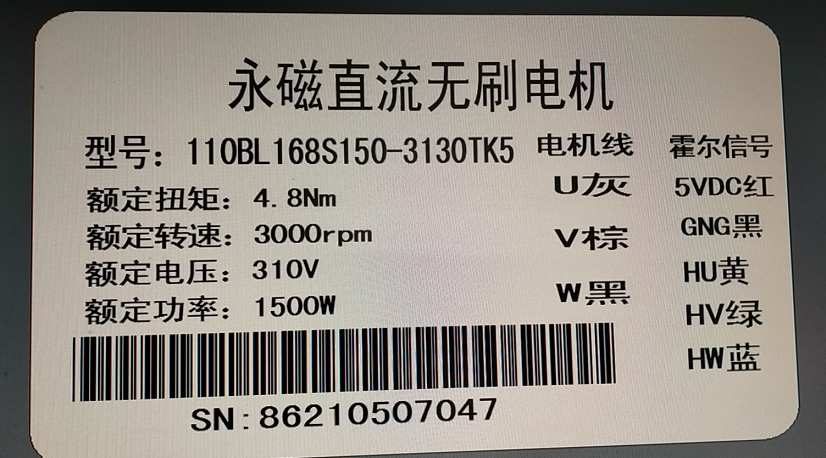 永磁直流无刷电机
型号：110BL168S150-3130TK5
额定扭矩：4.8Nm
额定转速：3000rpm
额定电压：310V
额定功率：1500W
电机线
U灰
V棕
W黑
霍尔信号
5VDC红
GNG黑
HU黄
HV绿
HW蓝
SN:86210507047